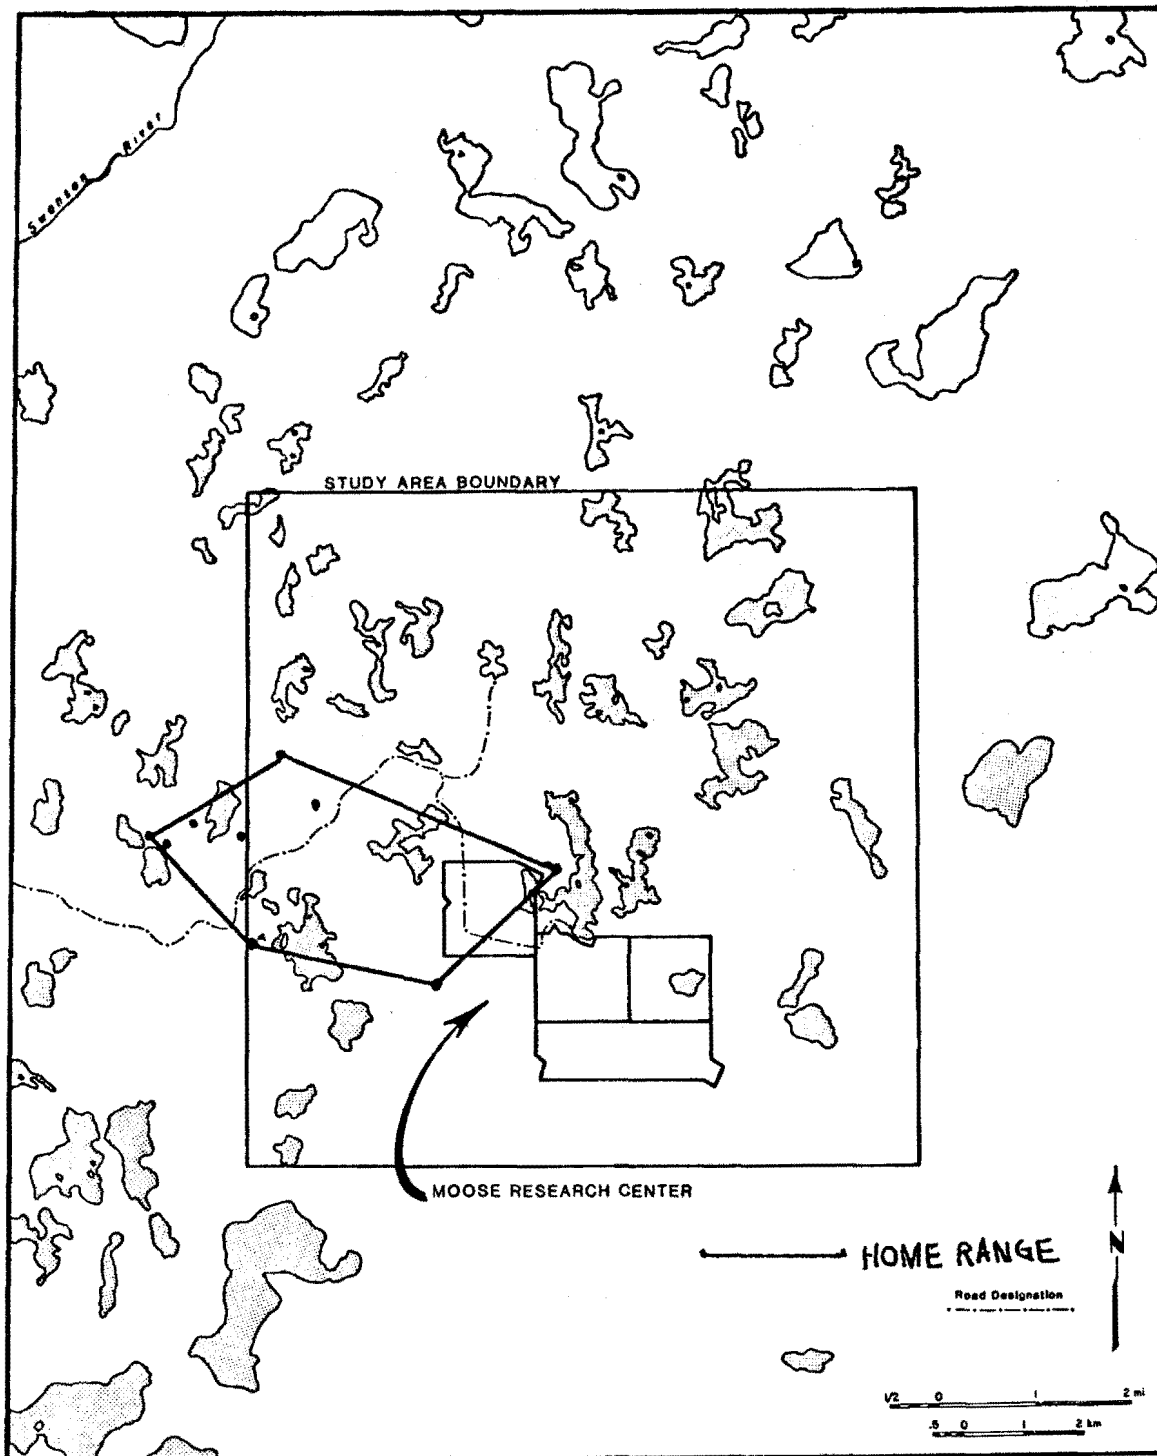 Swanson River
STUDY AREA BOUNDARY
MOOSE RESEARCH CENTER
HOME RANGE
N
Road Designation
1/2 0 1 2 mi
.5 0 1 2 km